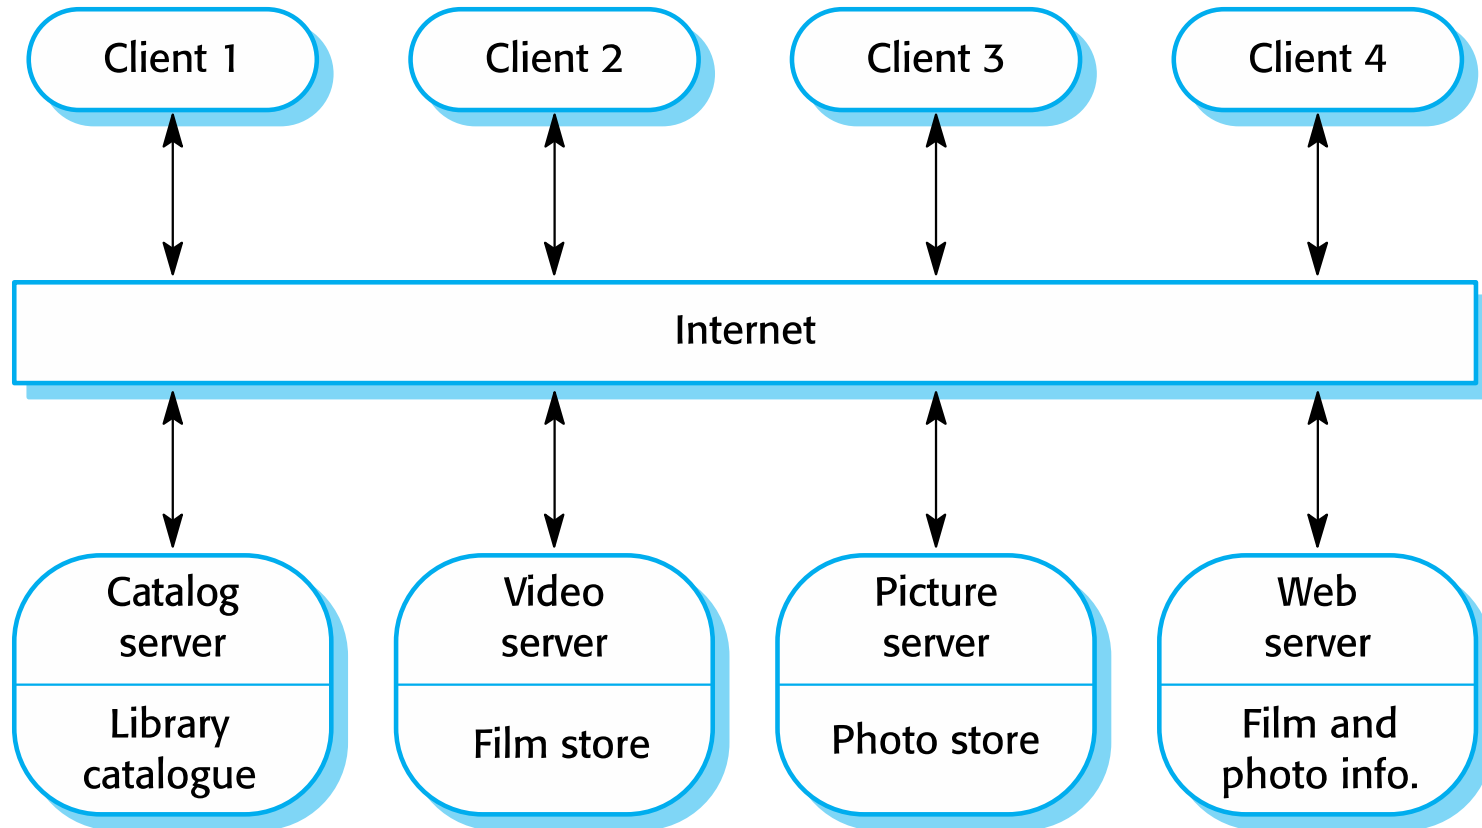 Client 1
Client 2
Client 3
Client 4
Internet
Catalog
server
Library
catalogue
Video
server
Film store
Picture
server
Photo store
Web
server
Film and
photo info.